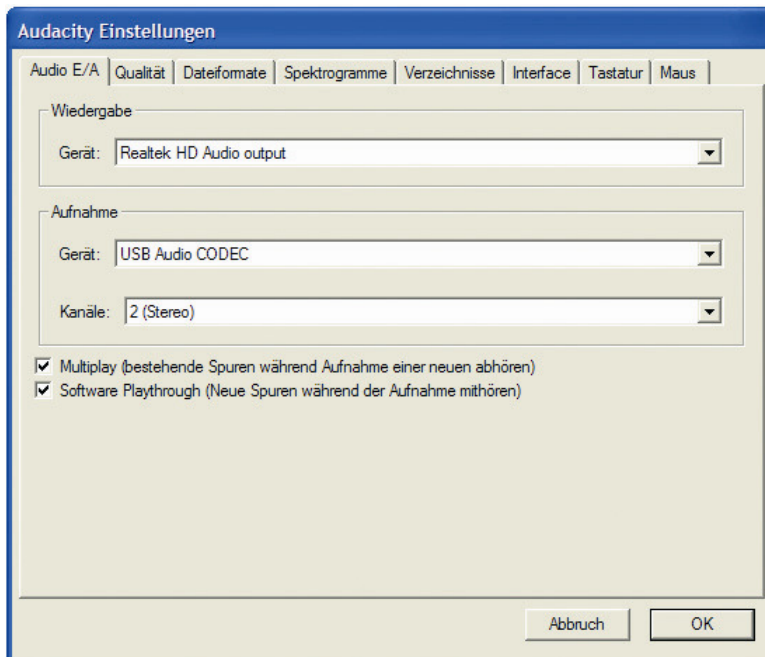 Audacity Einstellungen
Audio E/A Qualität Dateiformate Spektrogramme Verzeichnisse Interface Tastatur Maus
Wiedergabe
Gerät: Realtek HD Audio output
Aufnahme
Gerät: USB Audio CODEC
Kanäle: 2 (Stereo)
Multiplay (bestehende Spuren während Aufnahme einer neuen abhören)
Software Playthrough (Neue Spuren während der Aufnahme mithören)
Abbruch OK